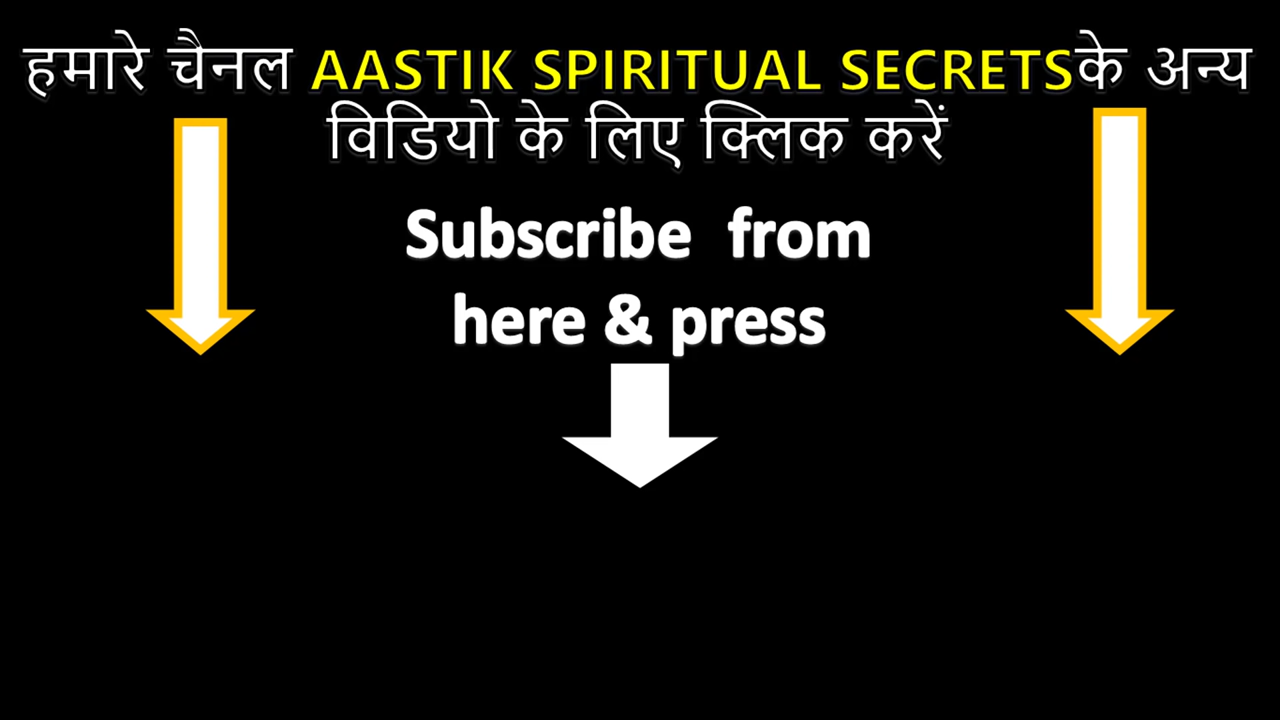 हमारे चैनल AASTIK SPIRITUAL SECRETSके अन्य
विडियो के लिए क्लिक करें
Subscribe from
here & press